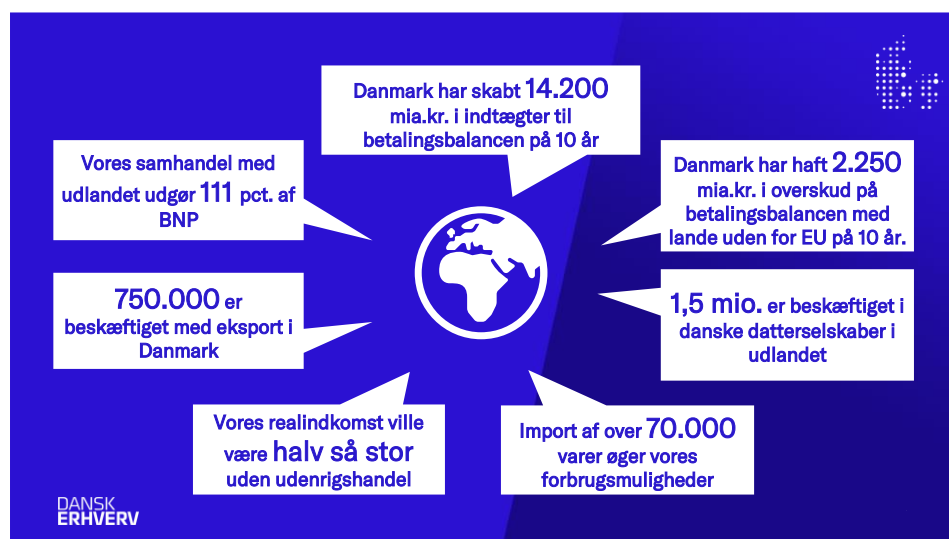 Danmark har skabt 14.200
mia.kr. i indtægter til
betalingsbalancen på 10 år
Vores samhandel med
udlandet udgør 111 pct. af
BNP
Danmark har haft 2.250
mia.kr. i overskud på
betalingsbalancen med
lande uden for EU på 10 år.
750.000 er
beskæftiget med eksport i
Danmark
1,5 mio. er beskæftiget i
danske datterselskaber i
udlandet
Vores realindkomst ville
være halv så stor
uden udenrigshandel
Import af over 70.000
varer øger vores
forbrugsmuligheder
DANSK
ERHVERV